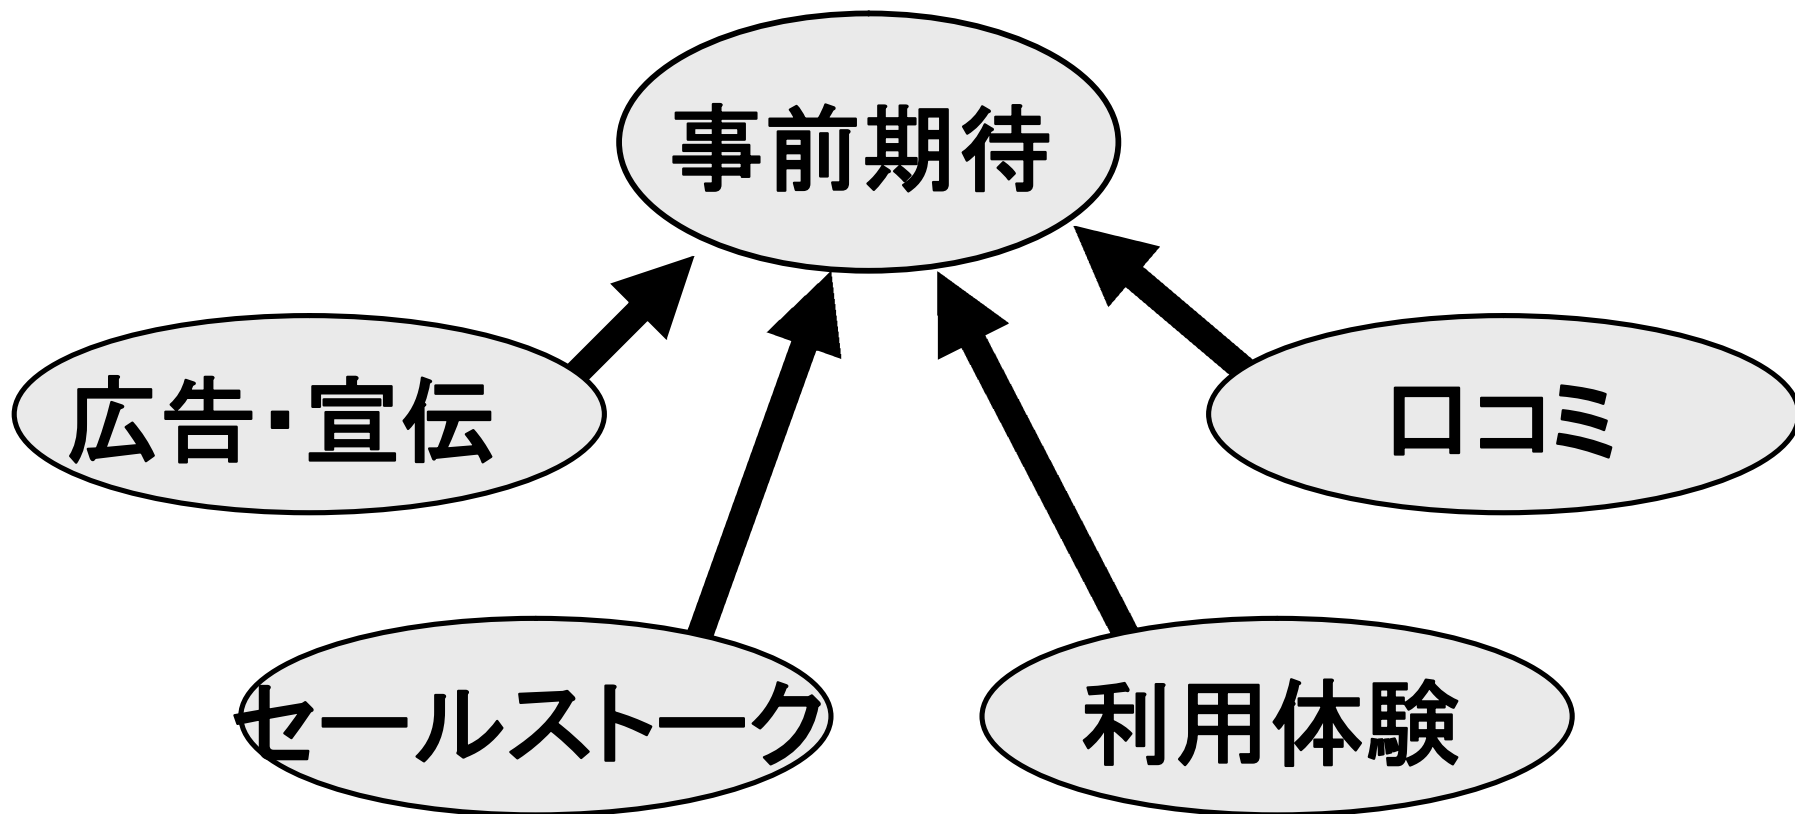 事前期待
広告・宣伝
口コミ
セールストーク
利用体験